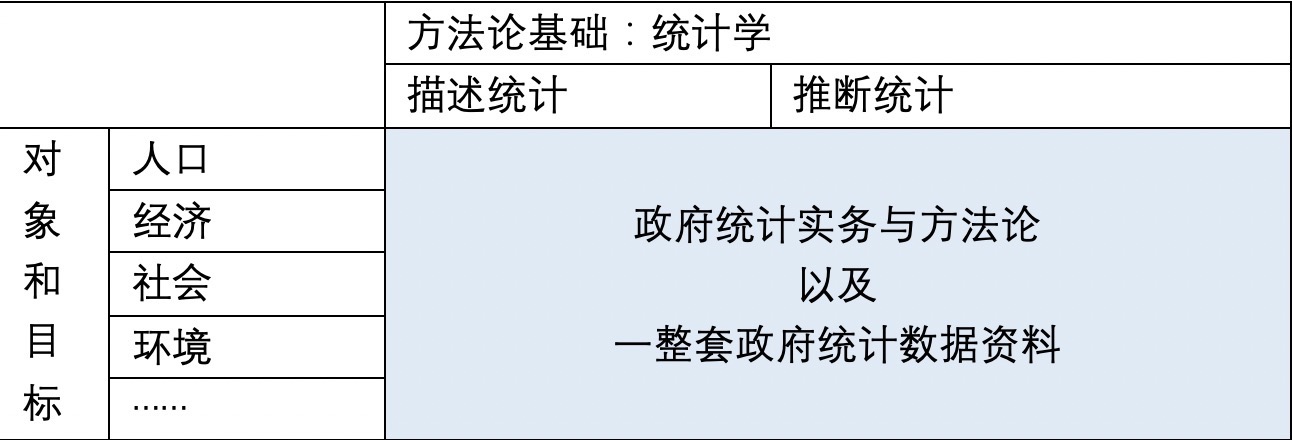 方法论基础：统计学
描述统计
推断统计
对象和目标
人口
经济
社会
环境
……
政府统计实务与方法论
以及
一整套政府统计数据资料